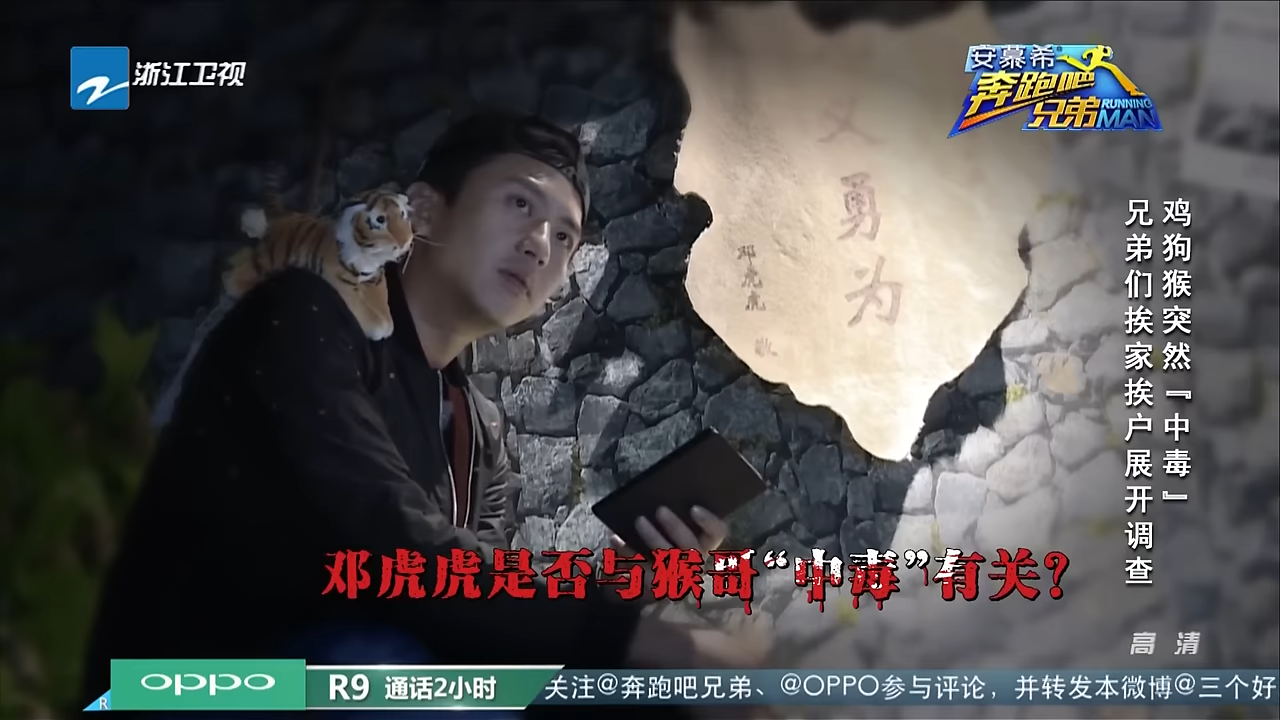 浙江卫视
安慕希
奔跑吧
兄弟
RUNNING
MAN
鸡狗猴突然『中毒』
兄弟们挨家挨户展开调查
义
勇
为
邓虎虎
敬
邓虎虎是否与猴哥“中毒”有关?
高清
oppo
R9 通话2小时
关注@奔跑吧兄弟、@OPPO参与评论，并转发本微博@三个好
R